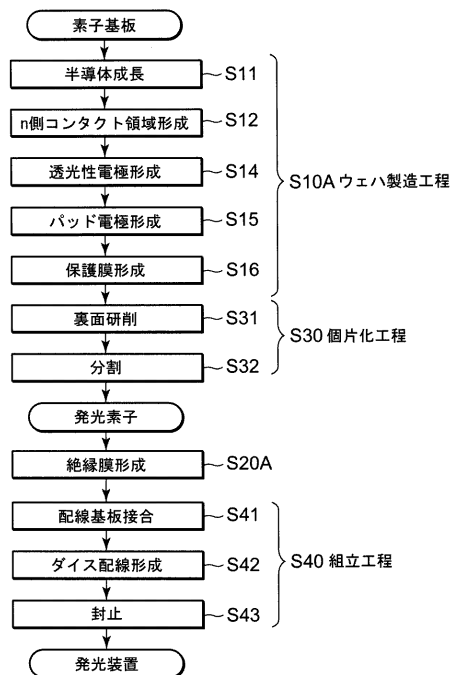 素子基板
半導体成長 S11
n側コンタクト領域形成 S12
透光性電極形成 S14
パッド電極形成 S15
保護膜形成 S16
S10A ウェハ製造工程
裏面研削 S31
分割 S32
S30 個片化工程
発光素子
絶縁膜形成 S20A
配線基板接合 S41
ダイス配線形成 S42
封止 S43
S40 組立工程
発光装置